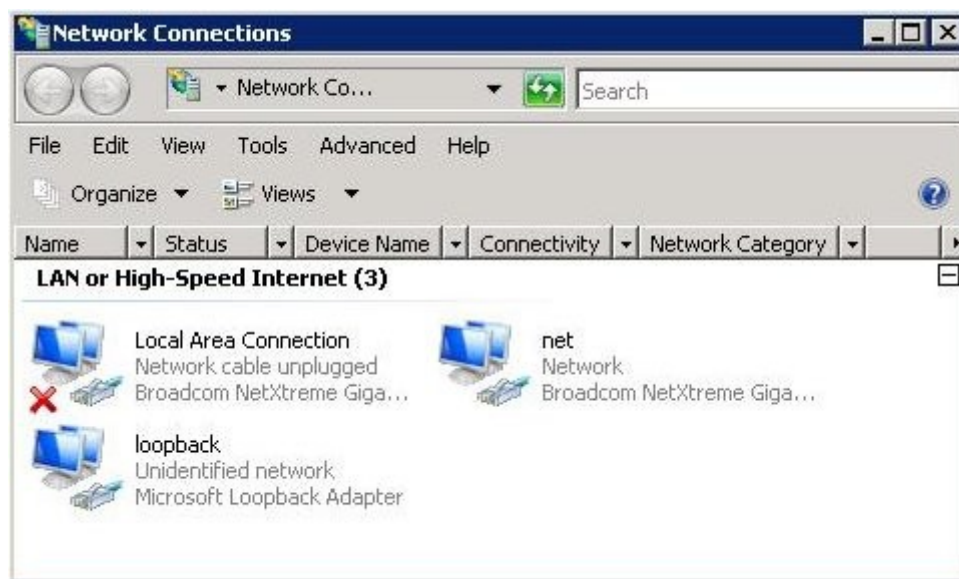 Network Connections
Network Co...
Search
File Edit View Tools Advanced Help
Organize Views
Name Status Device Name Connectivity Network Category
LAN or High-Speed Internet (3)
Local Area Connection
Network cable unplugged
Broadcom NetXtreme Giga...
net
Network
Broadcom NetXtreme Giga...
loopback
Unidentified network
Microsoft Loopback Adapter